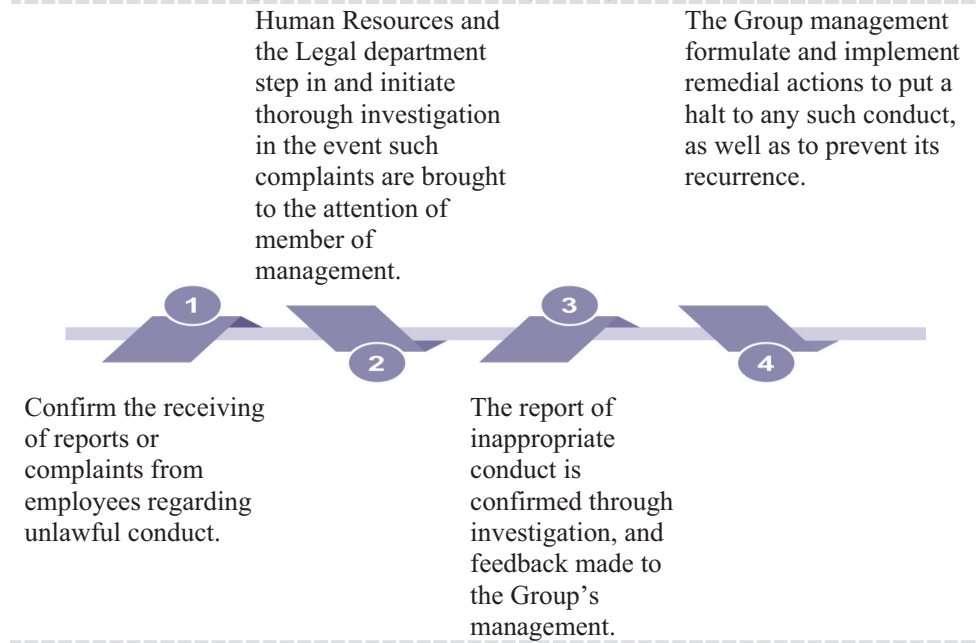 1
Confirm the receiving
of reports or
complaints from
employees regarding
unlawful conduct.
2
Human Resources and
the Legal department
step in and initiate
thorough investigation
in the event such
complaints are brought
to the attention of
member of
management.
3
The report of
inappropriate
conduct is
confirmed through
investigation, and
feedback made to
the Group’s
management.
4
The Group management
formulate and implement
remedial actions to put a
halt to any such conduct,
as well as to prevent its
recurrence.